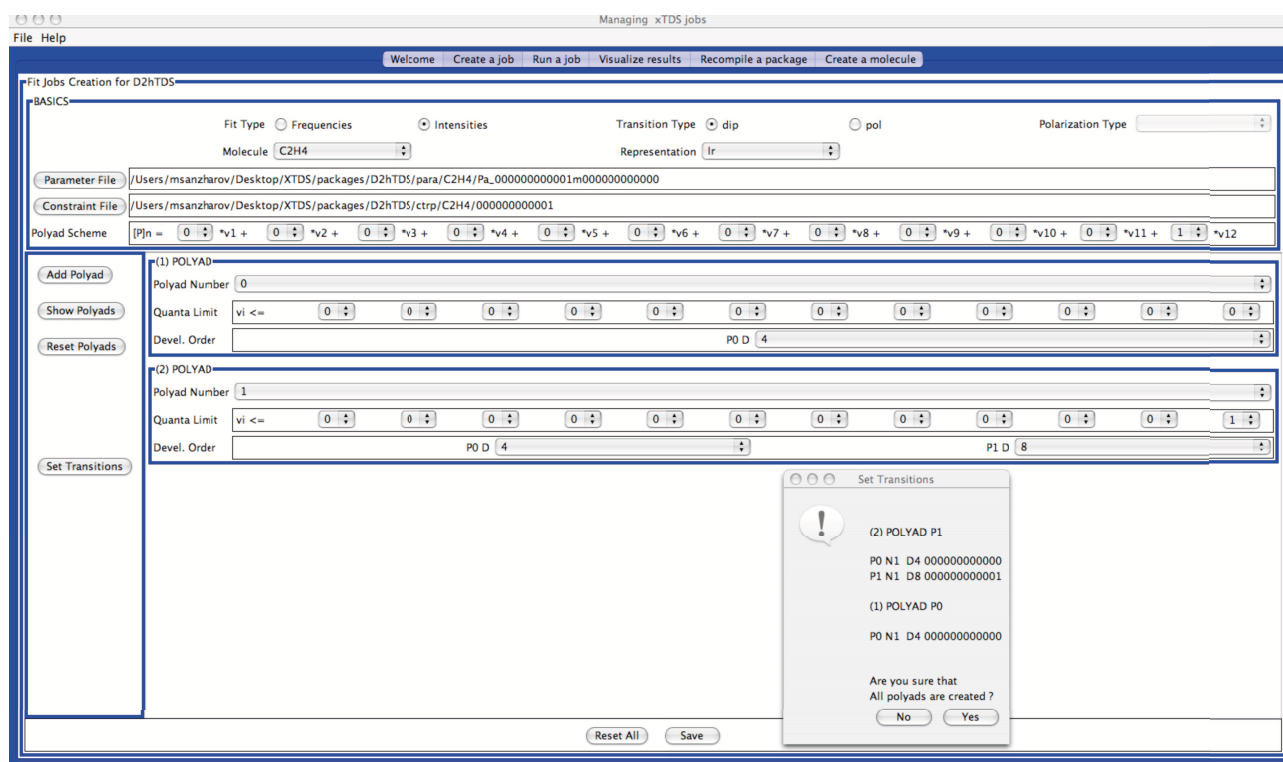 Managing xTDS jobs
File Help
Welcome Create a job Run a job Visualize results Recompile a package Create a molecule
Fit Jobs Creation for D2hTDS
BASICS
Fit Type Frequencies Intensities Transition Type dip pol Polarization Type
Molecule C2H4 Representation Ir
Parameter File /Users/msanzharov/Desktop/XTDS/packages/D2hTDS/para/C2H4/Pa_000000000001m000000000000
Constraint File /Users/msanzharov/Desktop/XTDS/packages/D2hTDS/ctrp/C2H4/000000000001
Polyad Scheme [P]n = 0 *v1 + 0 *v2 + 0 *v3 + 0 *v4 + 0 *v5 + 0 *v6 + 0 *v7 + 0 *v8 + 0 *v9 + 0 *v10 + 0 *v11 + 1 *v12
Add Polyad
Show Polyads
Reset Polyads
Set Transitions
(1) POLYAD
Polyad Number 0
Quanta Limit vi <= 0 0 0 0 0 0 0 0 0 0 0 0
Devel. Order P0 D 4
(2) POLYAD
Polyad Number 1
Quanta Limit vi <= 0 0 0 0 0 0 0 0 0 0 0 1
Devel. Order P0 D 4 P1 D 8
Set Transitions
(2) POLYAD P1
P0 N1 D4 000000000000
P1 N1 D8 000000000001
(1) POLYAD P0
P0 N1 D4 000000000000
Are you sure that
All polyads are created ?
No Yes
Reset All Save